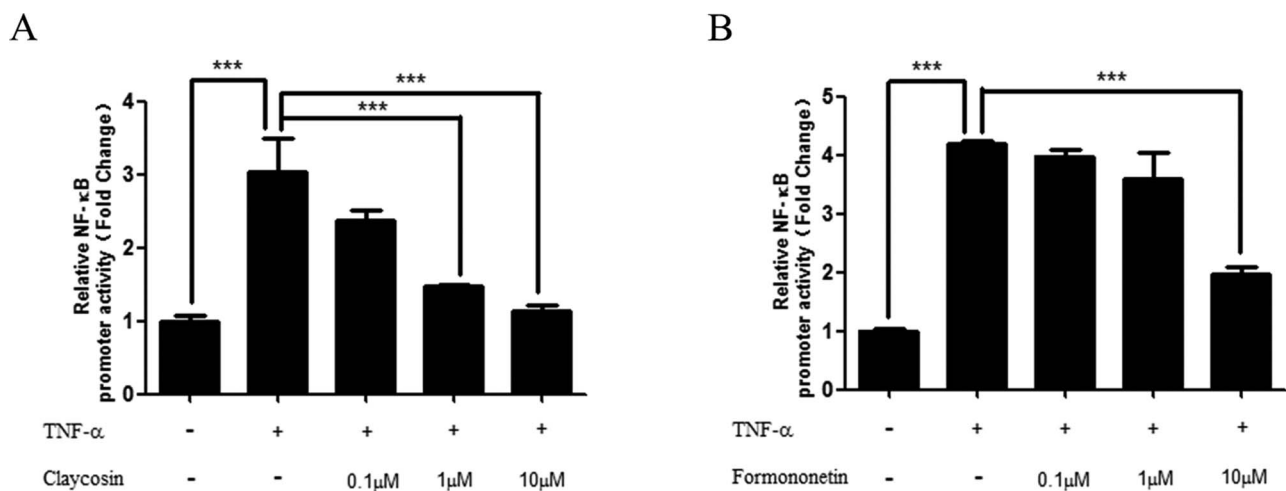 A
Relative NF-κB
promoter activity ( Fold Change)
4
3
2
1
0
***
***
***
TNF-α - + + + +
Claycosin - - 0.1μM 1μM 10μM
B
Relative NF-κB
promoter activity ( Fold Change)
5
4
3
2
1
0
***
***
TNF-α - + + + +
Formononetin - - 0.1μM 1μM 10μM